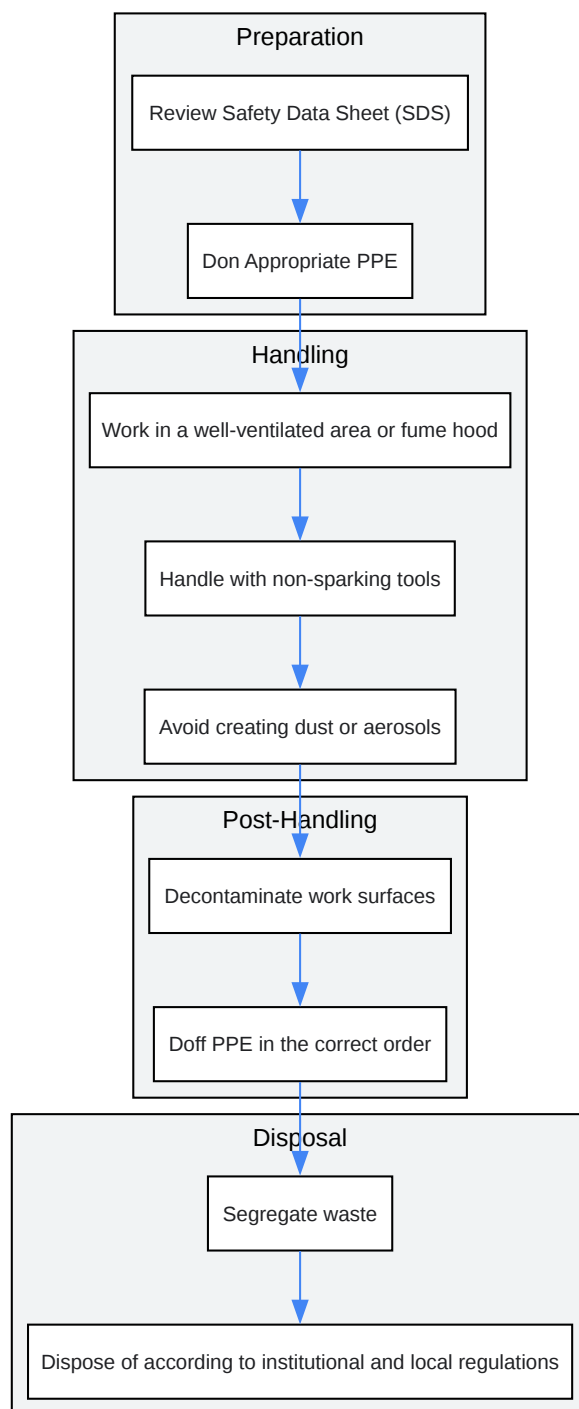 Preparation
Review Safety Data Sheet (SDS)
Don Appropriate PPE
Handling
Work in a well-ventilated area or fume hood
Handle with non-sparking tools
Avoid creating dust or aerosols
Post-Handling
Decontaminate work surfaces
Doff PPE in the correct order
Disposal
Segregate waste
Dispose of according to institutional and local regulations